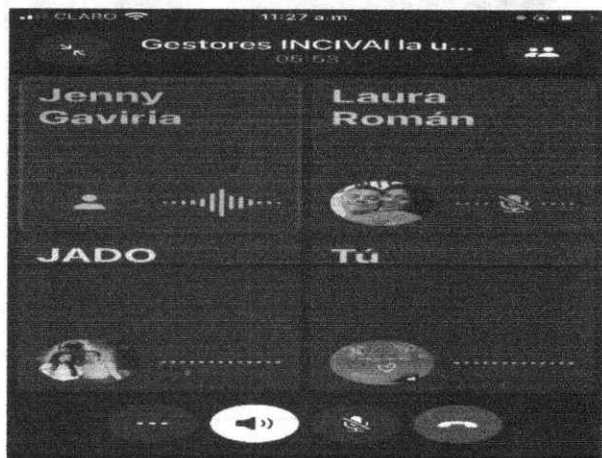 CLARO 11:27 a.m.
Gestores INCIVAI la u...
05:53
Jenny
Gaviria
Laura
Román
JADO
Tú